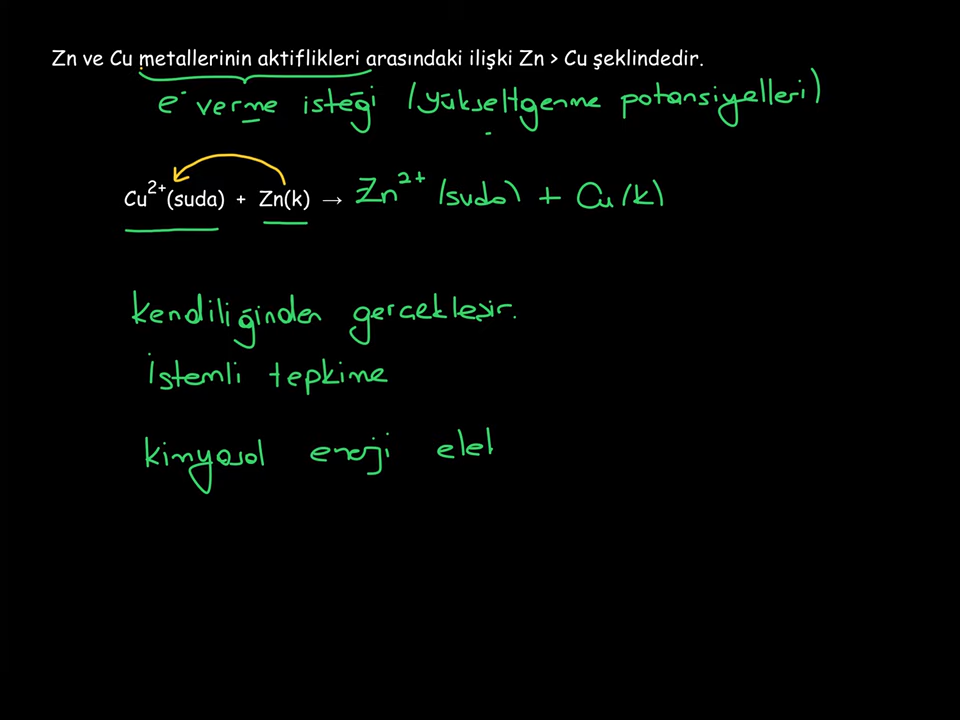 Zn ve Cu metallerinin aktiflikleri arasındaki ilişki Zn > Cu şeklindedir.
e⁻ verme isteği (yükseltgenme potansiyelleri)
Cu²⁺(suda) + Zn(k) → Zn²⁺ (suda) + Cu(k)
kendiliğinden gerçekleşir.
İstemli tepkime
kimyasal enerji elek